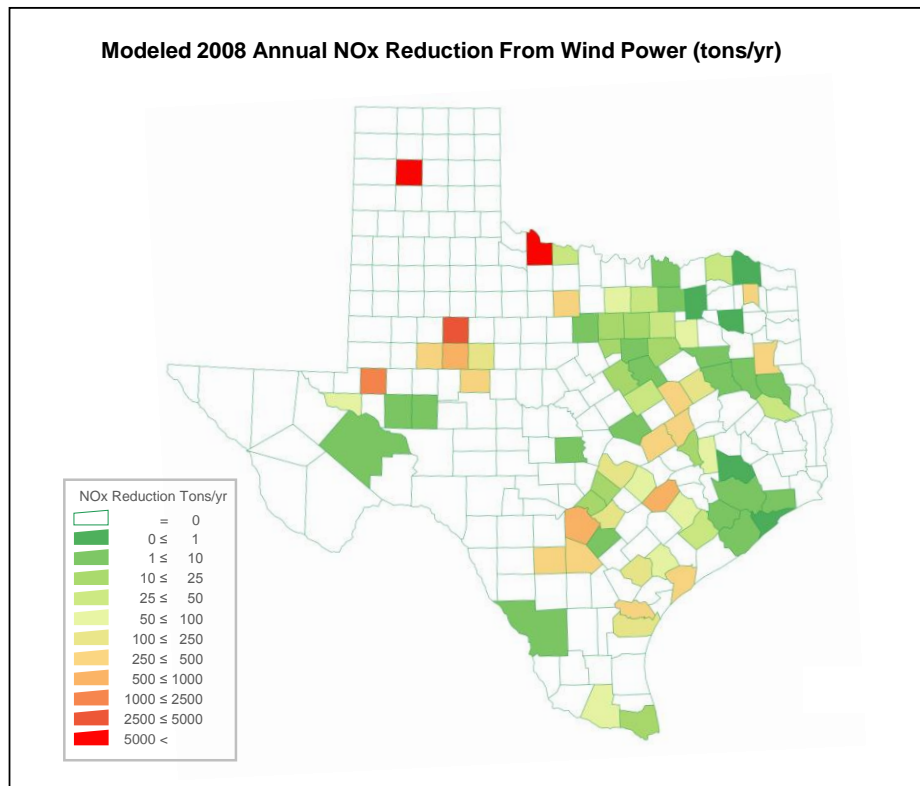 Modeled 2008 Annual NOx Reduction From Wind Power (tons/yr)
NOx Reduction Tons/yr
= 0
0 ≤ 1
1 ≤ 10
10 ≤ 25
25 ≤ 50
50 ≤ 100
100 ≤ 250
250 ≤ 500
500 ≤ 1000
1000 ≤ 2500
2500 ≤ 5000
5000 <